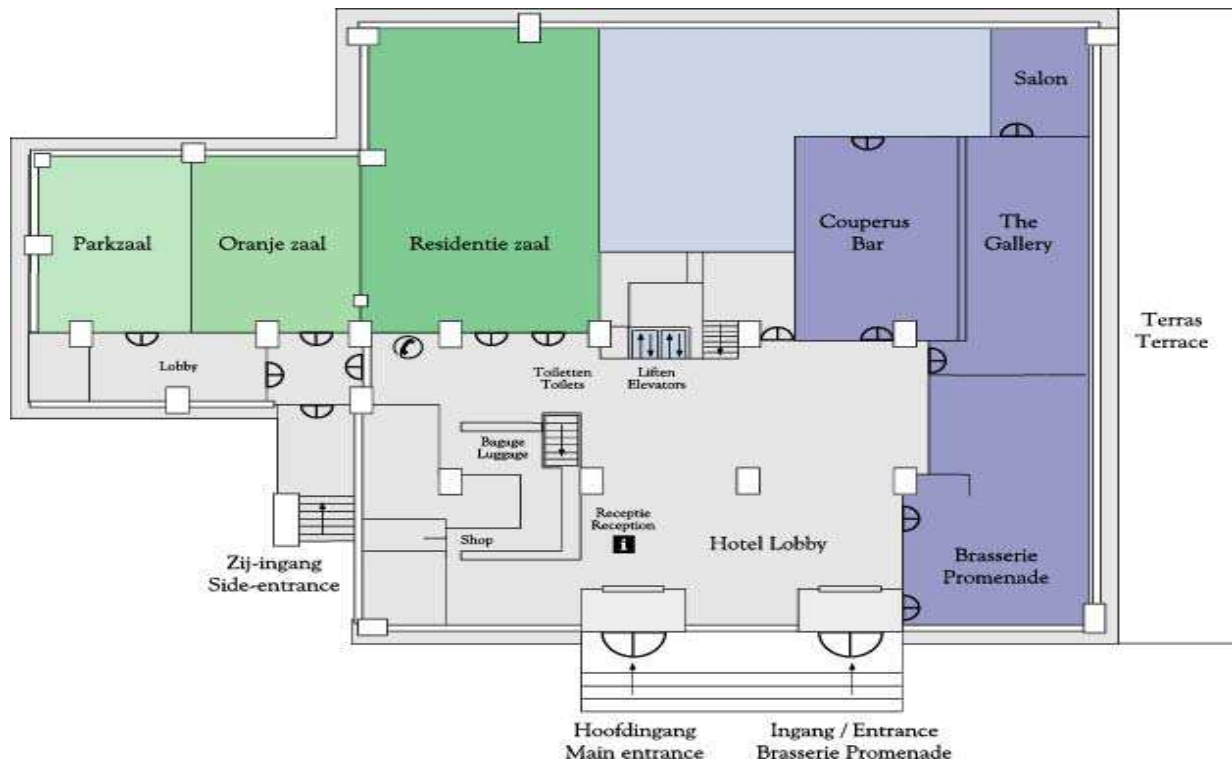 Salon
Parkzaal
Oranje zaal
Residentie zaal
Couperus
Bar
The
Gallery
Terras
Terrace
Lobby
Toiletten
Toilets
Liften
Elevators
Bagage
Luggage
Receptie
Reception
i
Shop
Hotel Lobby
Zij-ingang
Side-entrance
Brasserie
Promenade
Hoofdingang
Main entrance
Ingang / Entrance
Brasserie Promenade